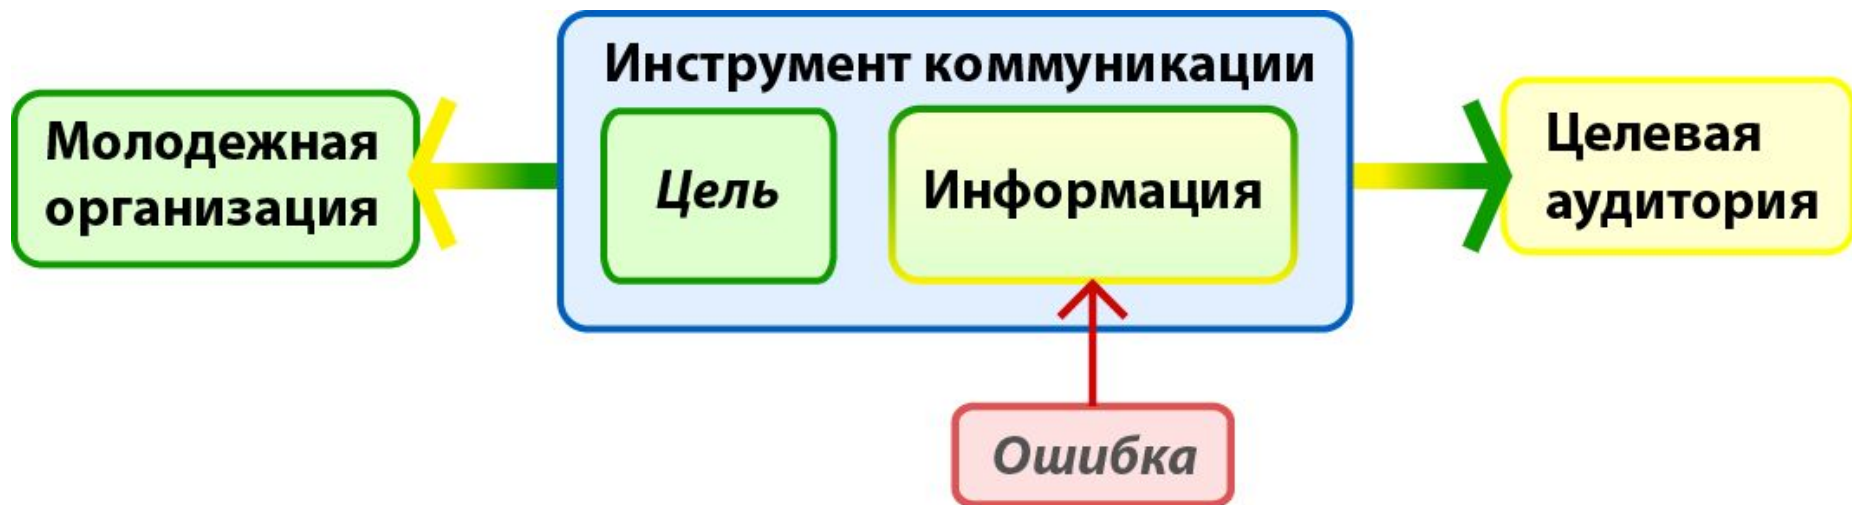 Инструмент коммуникации
Молодежная
организация
Цель
Информация
Целевая
аудитория
Ошибка